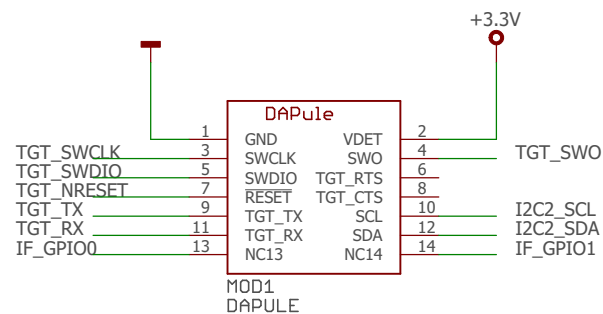 +3.3V
DAPule
1 GND VDET 2
TGT_SWCLK 3 SWCLK SWO 4 TGT_SWO
TGT_SWDIO 5 SWDIO TGT_RTS 6
TGT_NRESET 7 RESET TGT_CTS 8
TGT_TX 9 TGT_TX SCL 10 I2C2_SCL
TGT_RX 11 TGT_RX SDA 12 I2C2_SDA
IF_GPIO0 13 NC13 NC14 14 IF_GPIO1
MOD1
DAPULE